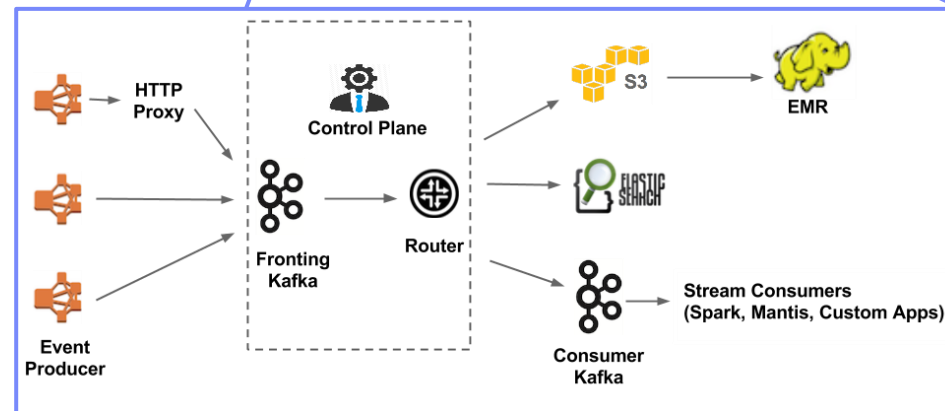 HTTP
Proxy
Control Plane
S3
EMR
ELASTIC
SEARCH
Fronting
Kafka
Router
Stream Consumers
(Spark, Mantis, Custom Apps)
Event
Producer
Consumer
Kafka